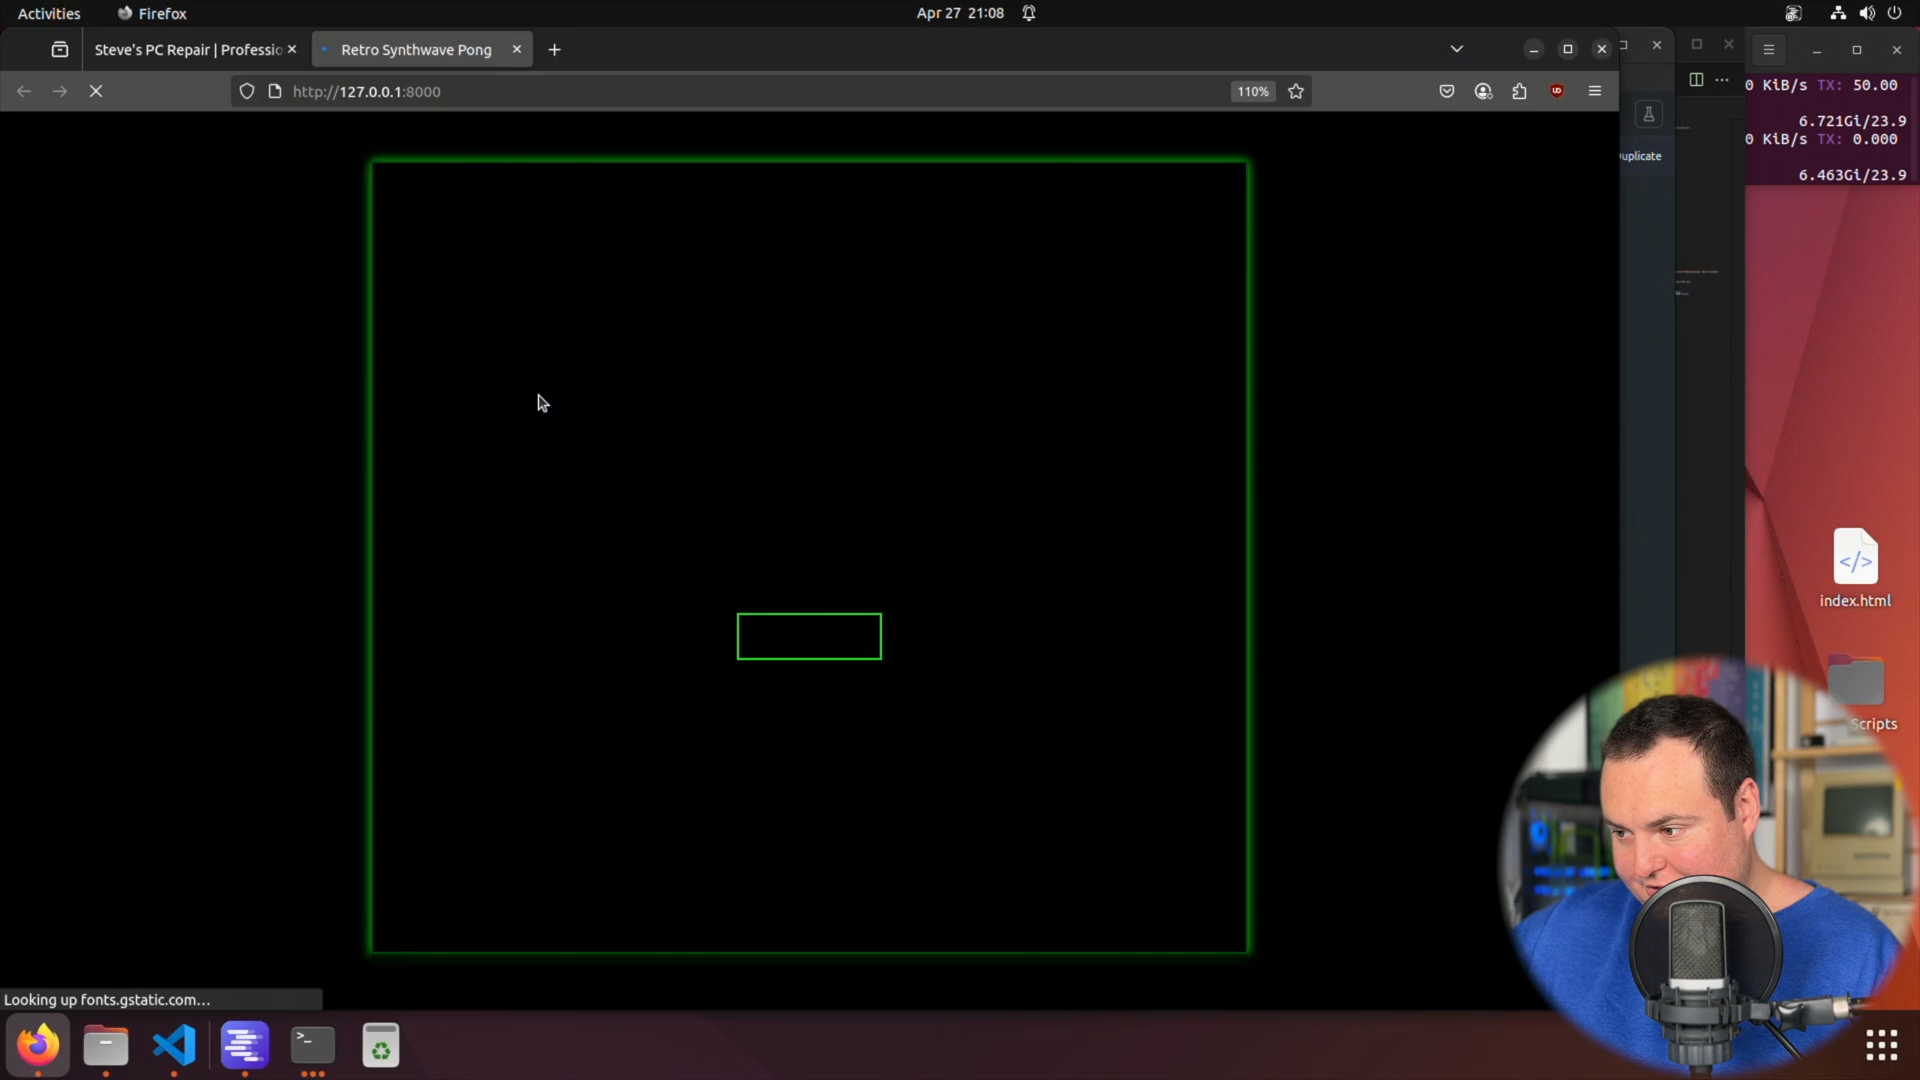 Activities
Firefox
Apr 27 21:08
Steve's PC Repair | Professio
Retro Synthwave Pong
http://127.0.0.1:8000
110%
0 KiB/s TX: 50.00
6.721Gi/23.9
0 KiB/s TX: 0.000
6.463Gi/23.9
uplicate
index.html
Scripts
Looking up fonts.gstatic.com...